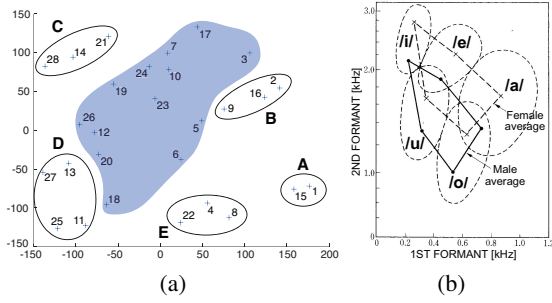 150
100
50
0
-50
-100
-150
-150 -100 -50 0 50 100 150 200
C
21
14
28
17
7
3
24
10
19
23
2
16
9
B
5
26
12
20
6
D
13
27
18
25
11
A
15 1
4
22
8
E
(a)
2ND FORMANT [kHz]
3.0
2.0
1.0
0 0.2 0.4 0.6 0.8 1.0 1.2
1ST FORMANT [kHz]
/i/
/e/
/a/
/u/
/o/
Female
average
Male
average
(b)